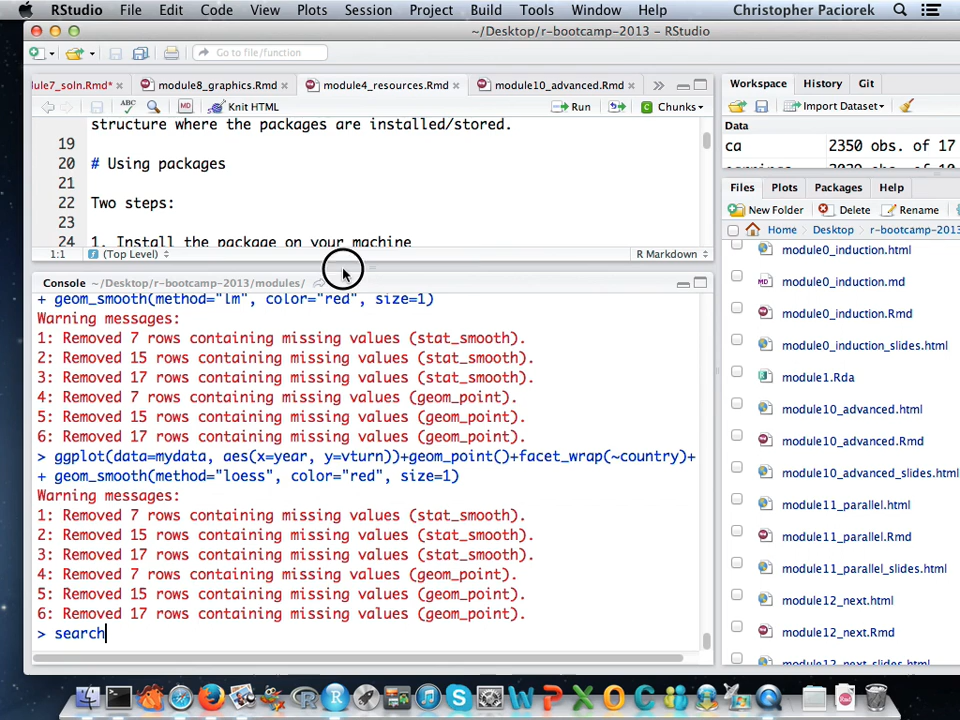 RStudio File Edit Code View Plots Session Project Build Tools Window Help Christopher Paciorek
~/Desktop/r-bootcamp-2013 - RStudio
Go to file/function
ule7_soln.Rmd* module8_graphics.Rmd module4_resources.Rmd module10_advanced.Rmd
ABC MD Knit HTML Run Chunks
structure where the packages are installed/stored.
19
20 # Using packages
21
22 Two steps:
23
24 1. Install the package on your machine
1:1 (Top Level) R Markdown
Console ~/Desktop/r-bootcamp-2013/modules/
+ geom_smooth(method="lm", color="red", size=1)
Warning messages:
1: Removed 7 rows containing missing values (stat_smooth).
2: Removed 15 rows containing missing values (stat_smooth).
3: Removed 17 rows containing missing values (stat_smooth).
4: Removed 7 rows containing missing values (geom_point).
5: Removed 15 rows containing missing values (geom_point).
6: Removed 17 rows containing missing values (geom_point).
> ggplot(data=mydata, aes(x=year, y=vturn))+geom_point()+facet_wrap(~country)+
+ geom_smooth(method="loess", color="red", size=1)
Warning messages:
1: Removed 7 rows containing missing values (stat_smooth).
2: Removed 15 rows containing missing values (stat_smooth).
3: Removed 17 rows containing missing values (stat_smooth).
4: Removed 7 rows containing missing values (geom_point).
5: Removed 15 rows containing missing values (geom_point).
6: Removed 17 rows containing missing values (geom_point).
> search
Workspace History Git
Import Dataset
Data
ca 2350 obs. of 17
Files Plots Packages Help
New Folder Delete Rename
Home Desktop r-bootcamp-2013
module0_induction.html
module0_induction.md
module0_induction.Rmd
module0_induction_slides.html
module1.Rda
module10_advanced.html
module10_advanced.Rmd
module10_advanced_slides.html
module11_parallel.html
module11_parallel.Rmd
module11_parallel_slides.html
module12_next.html
module12_next.Rmd
module12_next_slides.html